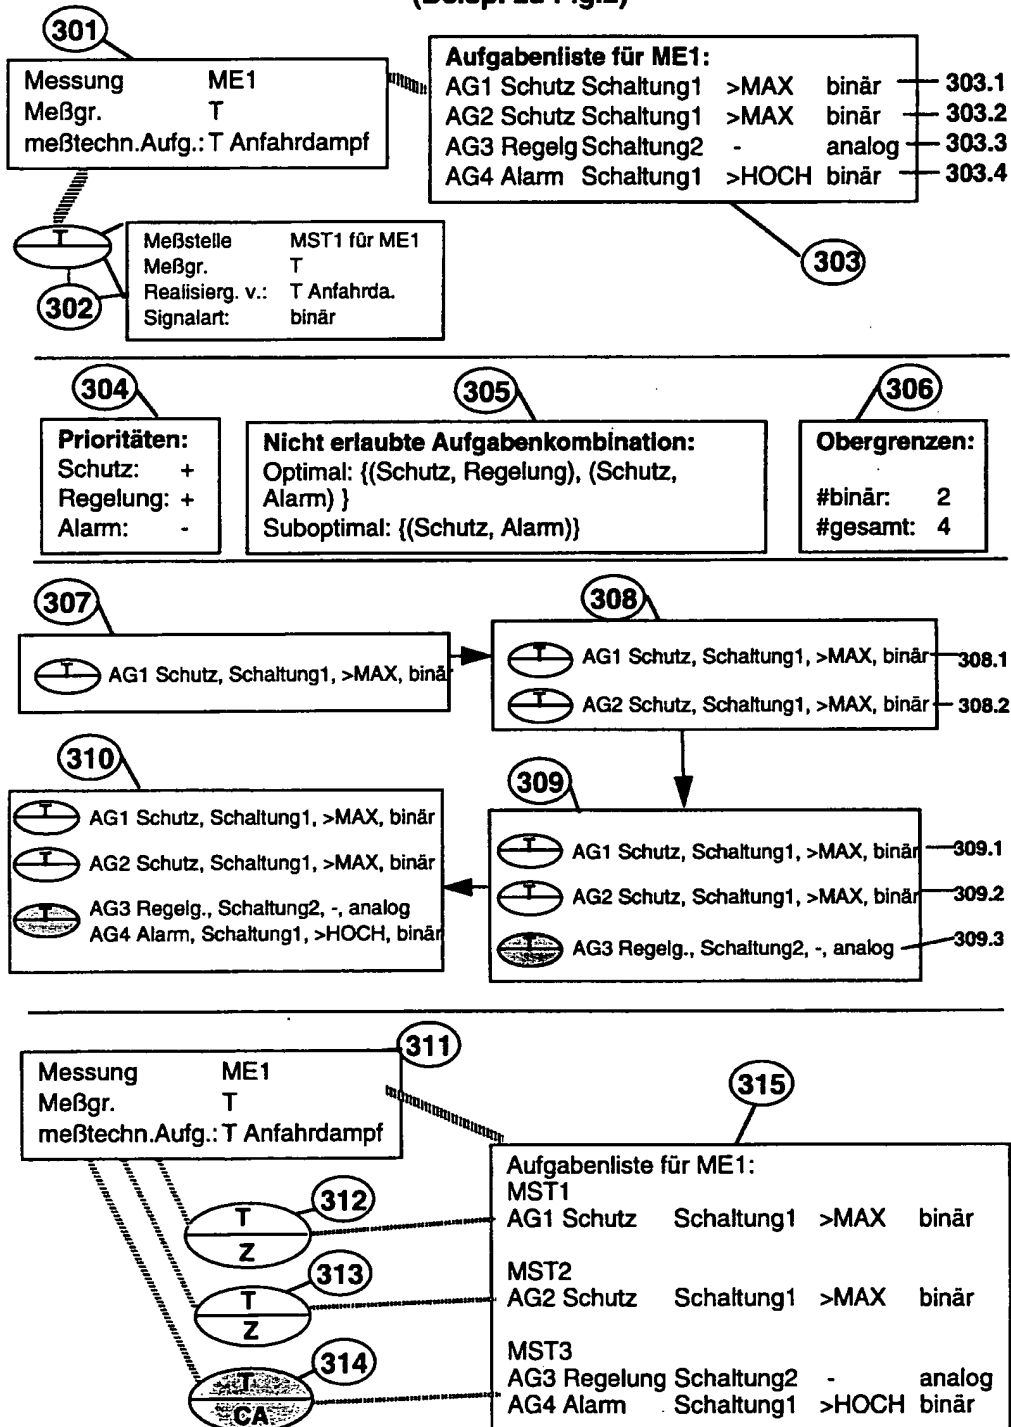 (Beisp. zu Fig.2)
301
Messung ME1
Meßgr. T
meßtechn.Aufg.: T Anfahrdampf
Aufgabenliste für ME1:
AG1 Schutz Schaltung1 >MAX binär 303.1
AG2 Schutz Schaltung1 >MAX binär 303.2
AG3 Regelg Schaltung2 - analog 303.3
AG4 Alarm Schaltung1 >HOCH binär 303.4
303
T
302
Meßstelle MST1 für ME1
Meßgr. T
Realisierg. v.: T Anfahrda.
Signalart: binär
304
Prioritäten:
Schutz: +
Regelung: +
Alarm: -
305
Nicht erlaubte Aufgabenkombination:
Optimal: {(Schutz, Regelung), (Schutz,
Alarm) }
Suboptimal: {(Schutz, Alarm)}
306
Obergrenzen:
#binär: 2
#gesamt: 4
307
T AG1 Schutz, Schaltung1, >MAX, binär
308
T AG1 Schutz, Schaltung1, >MAX, binär 308.1
T AG2 Schutz, Schaltung1, >MAX, binär 308.2
310
T AG1 Schutz, Schaltung1, >MAX, binär
T AG2 Schutz, Schaltung1, >MAX, binär
T AG3 Regelg., Schaltung2, -, analog
AG4 Alarm, Schaltung1, >HOCH, binär
309
T AG1 Schutz, Schaltung1, >MAX, binär 309.1
T AG2 Schutz, Schaltung1, >MAX, binär 309.2
T AG3 Regelg., Schaltung2, -, analog 309.3
311
Messung ME1
Meßgr. T
meßtechn.Aufg.: T Anfahrdampf
312
T
Z
313
T
Z
314
T
CA
315
Aufgabenliste für ME1:
MST1
AG1 Schutz Schaltung1 >MAX binär
MST2
AG2 Schutz Schaltung1 >MAX binär
MST3
AG3 Regelung Schaltung2 - analog
AG4 Alarm Schaltung1 >HOCH binär